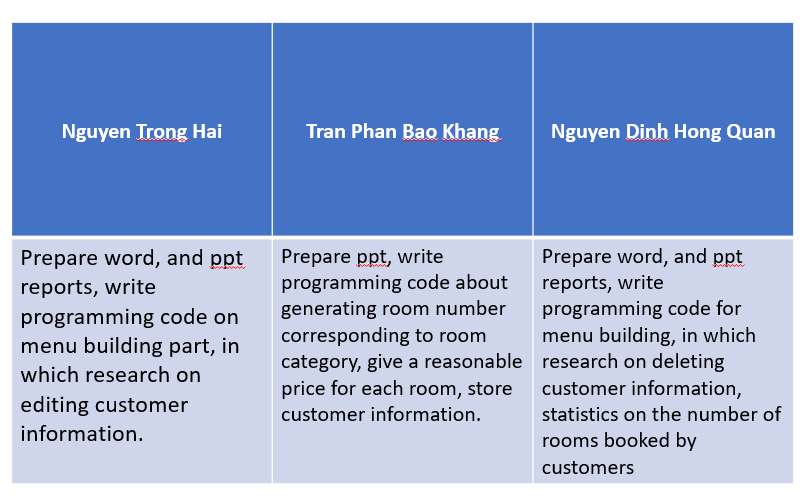 Nguyen Trong Hai
Tran Phan Bao Khang
Nguyen Dinh Hong Quan
Prepare word, and ppt
reports, write
programming code on
menu building part, in
which research on
editing customer
information.
Prepare ppt, write
programming code about
generating room number
corresponding to room
category, give a reasonable
price for each room, store
customer information.
Prepare word, and ppt
reports, write
programming code for
menu building, in which
research on deleting
customer information,
statistics on the number of
rooms booked by
customers